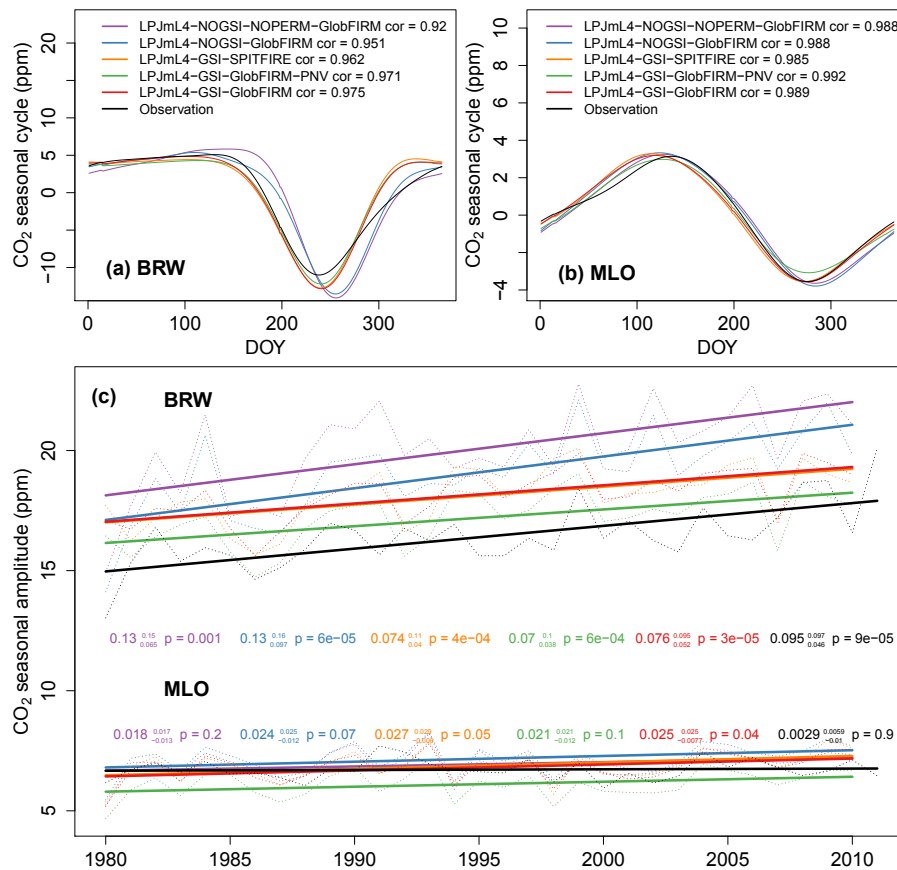 CO2 seasonal cycle (ppm)
20
15
10
5
0
−10
LPJmL4−NOGSI−NOPERM−GlobFIRM cor = 0.92
LPJmL4−NOGSI−GlobFIRM cor = 0.951
LPJmL4−GSI−SPITFIRE cor = 0.962
LPJmL4−GSI−GlobFIRM−PNV cor = 0.971
LPJmL4−GSI−GlobFIRM cor = 0.975
Observation
(a) BRW
0 100 200 300
DOY
CO2 seasonal cycle (ppm)
10
8
6
4
2
0
−4
LPJmL4−NOGSI−NOPERM−GlobFIRM cor = 0.988
LPJmL4−NOGSI−GlobFIRM cor = 0.988
LPJmL4−GSI−SPITFIRE cor = 0.985
LPJmL4−GSI−GlobFIRM−PNV cor = 0.992
LPJmL4−GSI−GlobFIRM cor = 0.989
Observation
(b) MLO
0 100 200 300
DOY
CO2 seasonal amplitude (ppm)
20
15
10
5
(c) BRW
0.13 0.15 0.065 p = 0.001 0.13 0.16 0.097 p = 6e−05 0.074 0.11 0.04 p = 4e−04 0.07 0.1 0.038 p = 6e−04 0.076 0.095 0.052 p = 3e−05 0.095 0.097 0.046 p = 9e−05
MLO
0.018 0.017 −0.013 p = 0.2 0.024 0.025 −0.012 p = 0.07 0.027 p = 0.05 0.021 0.021 −0.012 p = 0.1 0.025 0.025 −0.0077 p = 0.04 0.0029 0.0059 −0.01 p = 0.9
1980 1985 1990 1995 2000 2005 2010